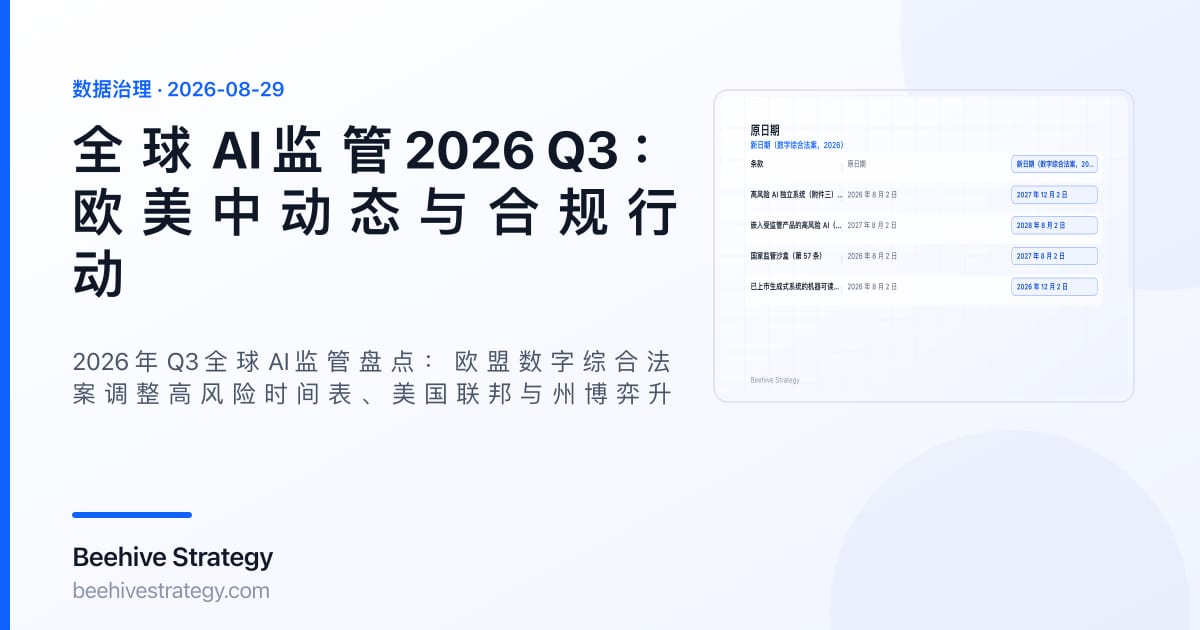 数据治理 · 2026-08-29
全球AI监管2026 Q3：
欧美中动态与合规行
动
2026年Q3全球AI监管盘点：欧盟数字综合法
案调整高风险时间表、美国联邦与州博弈升
Beehive Strategy
beehivestrategy.com
原日期
新日期（数字综合法案，2026）
条款 原日期 新日期（数字综合法案，20...
高风险 AI 独立系统（附件三）... 2026 年 8 月 2 日 2027 年 12 月 2 日
嵌入受监管产品的高风险 AI（... 2027 年 8 月 2 日 2028 年 8 月 2 日
国家监管沙盒（第 57 条） 2026 年 8 月 2 日 2027 年 8 月 2 日
已上市生成式系统的机器可读... 2026 年 8 月 2 日 2026 年 12 月 2 日
Beehive Strategy